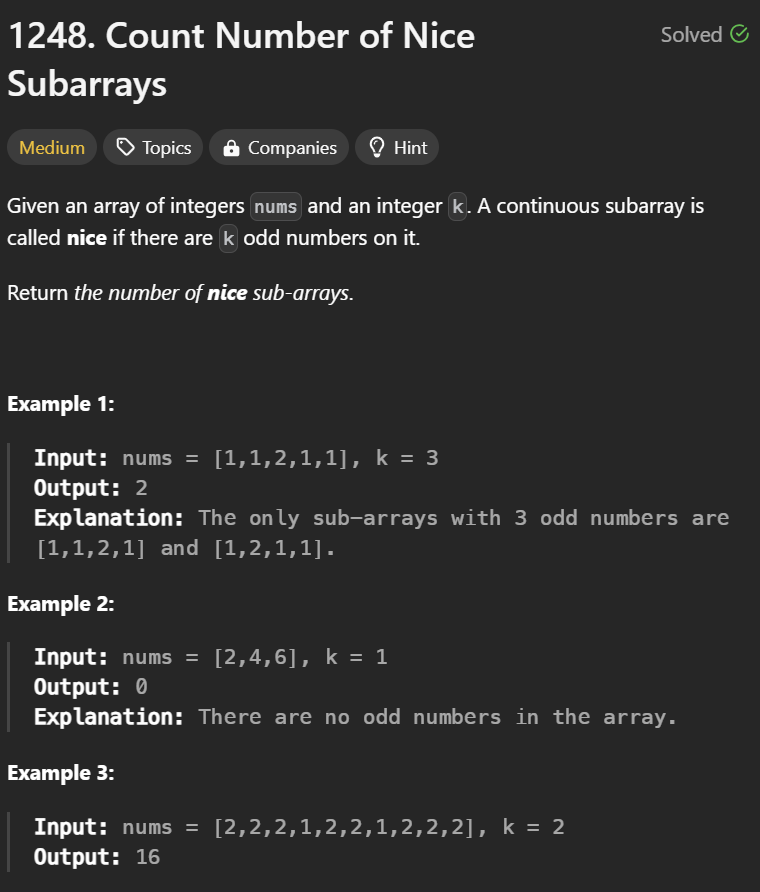 1248. Count Number of Nice
Subarrays
Solved
Medium
Topics
Companies
Hint
Given an array of integers nums and an integer k. A continuous subarray is
called nice if there are k odd numbers on it.
Return the number of nice sub-arrays.
Example 1:
Input: nums = [1,1,2,1,1], k = 3
Output: 2
Explanation: The only sub-arrays with 3 odd numbers are
[1,1,2,1] and [1,2,1,1].
Example 2:
Input: nums = [2,4,6], k = 1
Output: 0
Explanation: There are no odd numbers in the array.
Example 3:
Input: nums = [2,2,2,1,2,2,1,2,2,2], k = 2
Output: 16